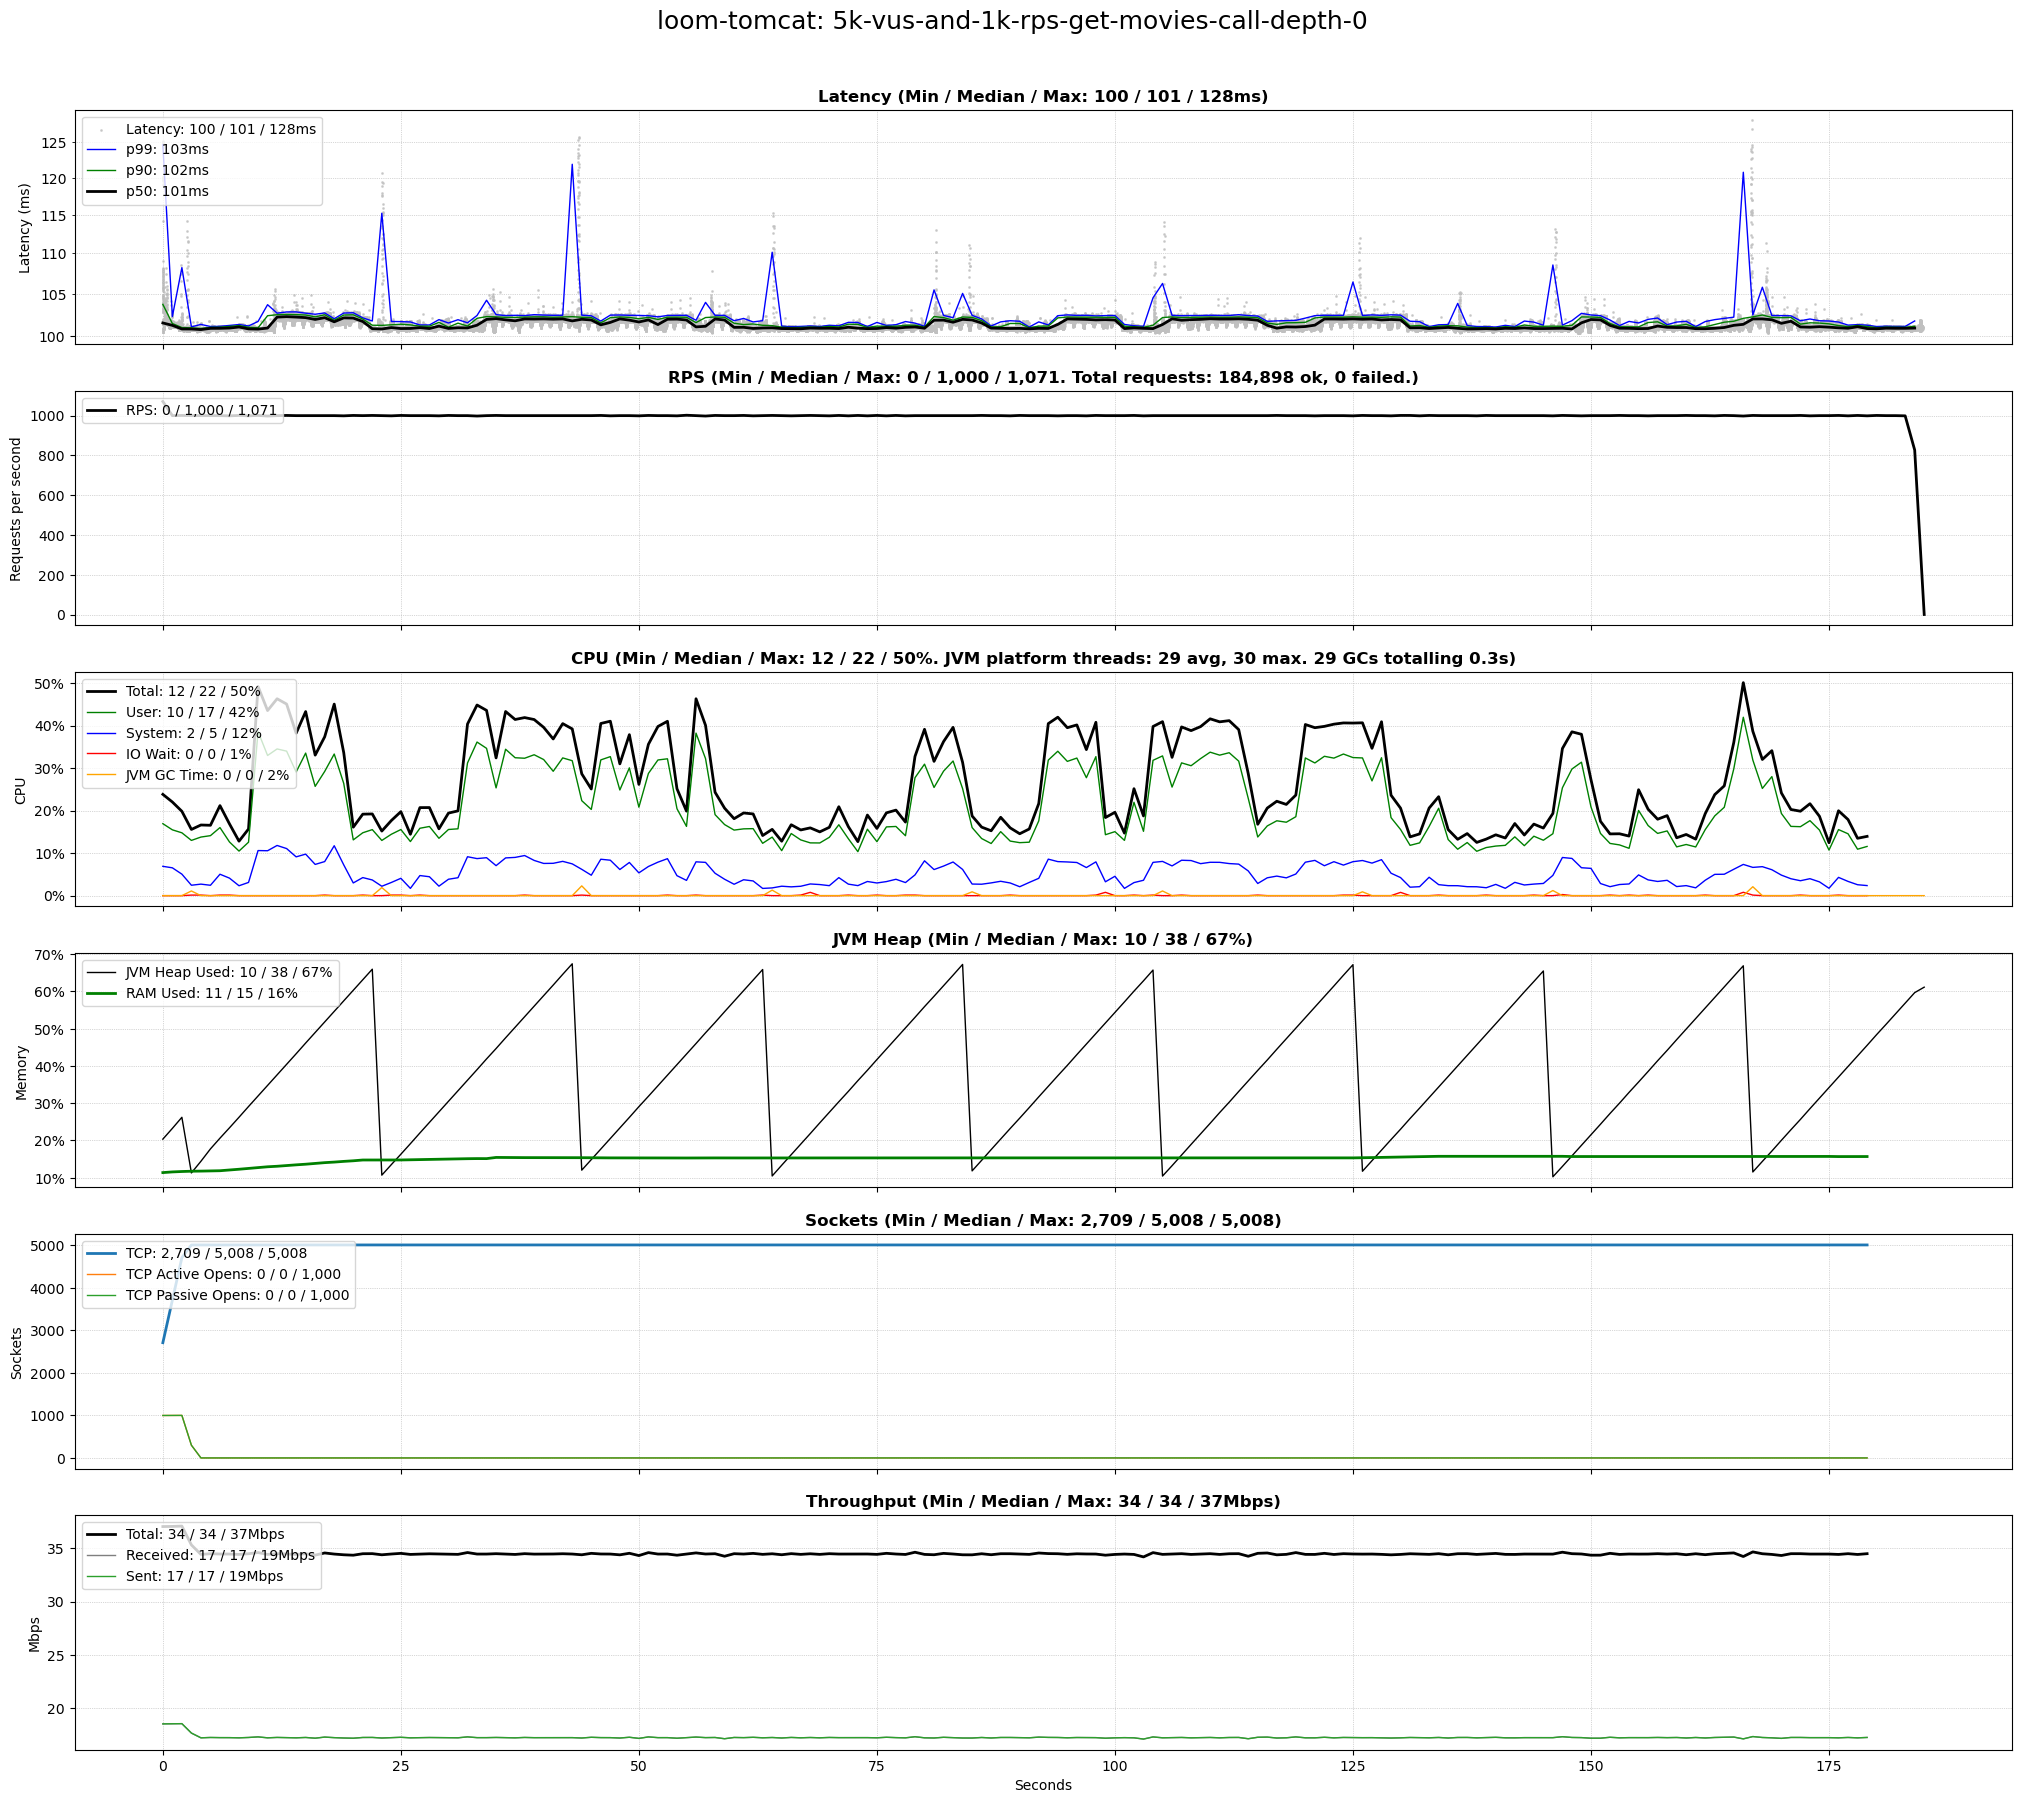 loom-tomcat: 5k-vus-and-1k-rps-get-movies-call-depth-0
Latency (Min / Median / Max: 100 / 101 / 128ms)
Latency: 100 / 101 / 128ms
p99: 103ms
p90: 102ms
p50: 101ms
Latency (ms)
125
120
115
110
105
100
RPS (Min / Median / Max: 0 / 1,000 / 1,071. Total requests: 184,898 ok, 0 failed.)
RPS: 0 / 1,000 / 1,071
Requests per second
1000
800
600
400
200
0
CPU (Min / Median / Max: 12 / 22 / 50%. JVM platform threads: 29 avg, 30 max. 29 GCs totalling 0.3s)
Total: 12 / 22 / 50%
User: 10 / 17 / 42%
System: 2 / 5 / 12%
IO Wait: 0 / 0 / 1%
JVM GC Time: 0 / 0 / 2%
CPU
50%
40%
30%
20%
10%
0%
JVM Heap (Min / Median / Max: 10 / 38 / 67%)
JVM Heap Used: 10 / 38 / 67%
RAM Used: 11 / 15 / 16%
Memory
70%
60%
50%
40%
30%
20%
10%
Sockets (Min / Median / Max: 2,709 / 5,008 / 5,008)
TCP: 2,709 / 5,008 / 5,008
TCP Active Opens: 0 / 0 / 1,000
TCP Passive Opens: 0 / 0 / 1,000
Sockets
5000
4000
3000
2000
1000
0
Throughput (Min / Median / Max: 34 / 34 / 37Mbps)
Total: 34 / 34 / 37Mbps
Received: 17 / 17 / 19Mbps
Sent: 17 / 17 / 19Mbps
Mbps
35
30
25
20
0 25 50 75 100 125 150 175
Seconds